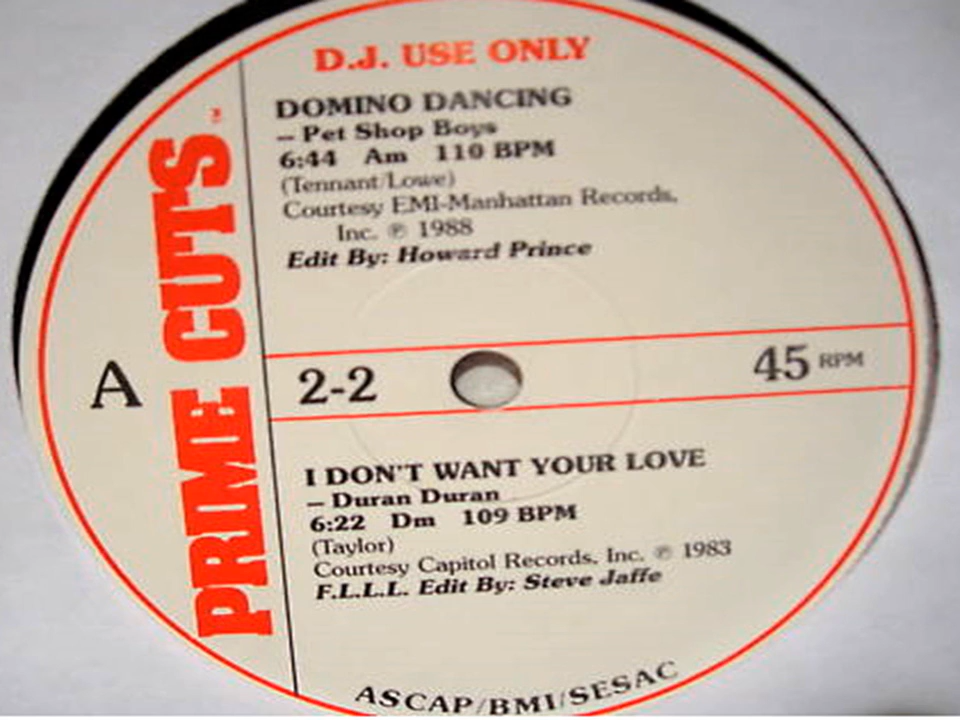 D.J. USE ONLY
PRIME CUTS™
A
DOMINO DANCING
– Pet Shop Boys
6:44 Am 110 BPM
(Tennant/Lowe)
Courtesy EMI-Manhattan Records,
Inc. ℗ 1988
Edit By: Howard Prince
2-2
45 RPM
I DON'T WANT YOUR LOVE
– Duran Duran
6:22 Dm 109 BPM
(Taylor)
Courtesy Capitol Records, Inc. ℗ 1983
F.L.L.L. Edit By: Steve Jaffe
ASCAP/BMI/SESAC